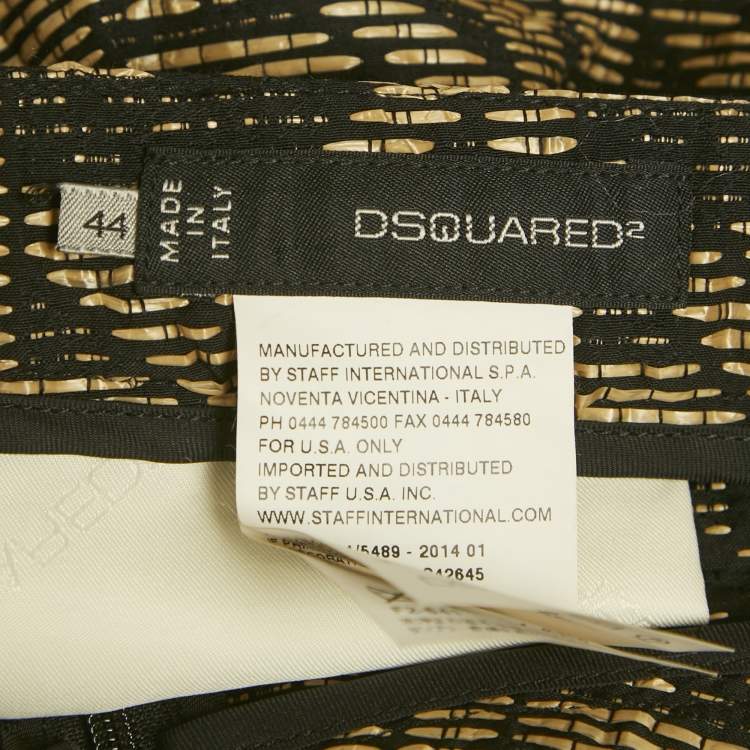 44
MADE
IN
ITALY
DSQUARED²
MANUFACTURED AND DISTRIBUTED
BY STAFF INTERNATIONAL S.P.A.
NOVENTA VICENTINA - ITALY
PH 0444 784500 FAX 0444 784580
FOR U.S.A. ONLY
IMPORTED AND DISTRIBUTED
BY STAFF U.S.A. INC.
WWW.STAFFINTERNATIONAL.COM
/5489 - 2014 01
42645